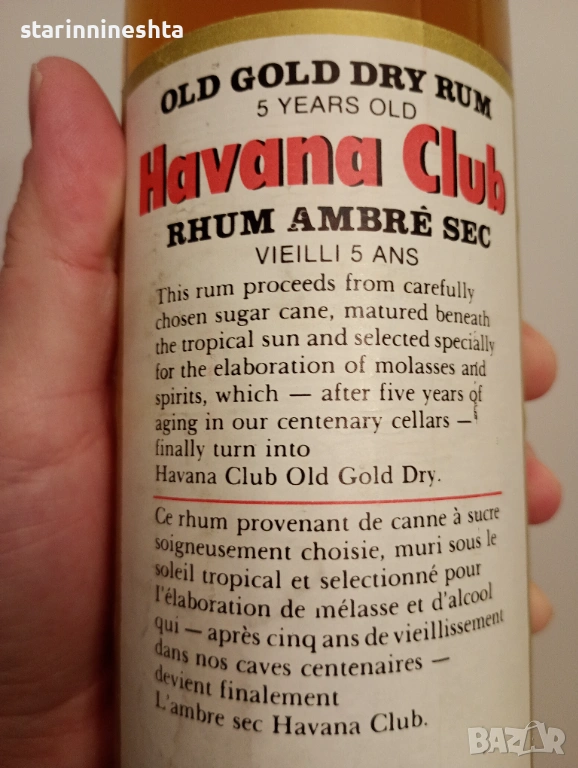 starinnineshta
OLD GOLD DRY RUM
5 YEARS OLD
Havana Club
RHUM AMBRÉ SEC
VIEILLI 5 ANS
This rum proceeds from carefully
chosen sugar cane, matured beneath
the tropical sun and selected specially
for the elaboration of molasses and
spirits, which — after five years of
aging in our centenary cellars —
finally turn into
Havana Club Old Gold Dry.
Ce rhum provenant de canne à sucre
soigneusement choisie, muri sous le
soleil tropical et selectionné pour
l'élaboration de mélasse et d'alcool
qui — après cinq ans de vieillissement
dans nos caves centenaires —
devient finalement
L'ambre sec Havana Club.
BAZAR